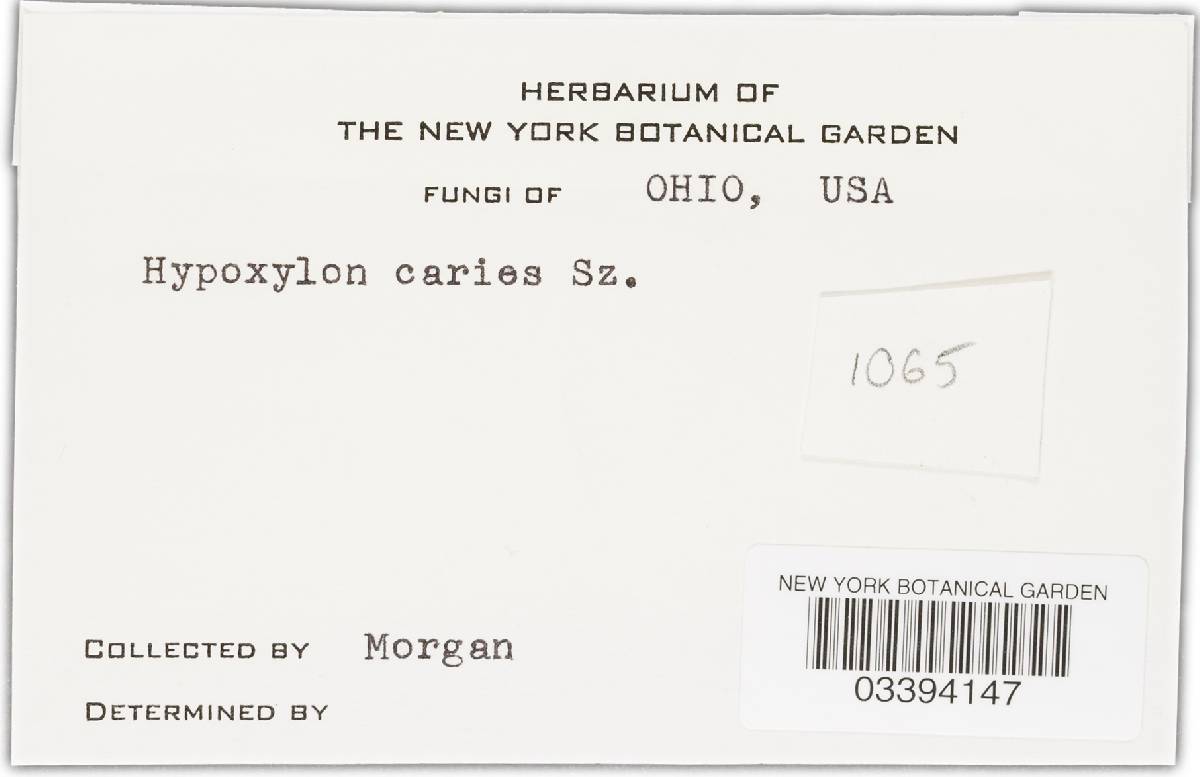 HERBARIUM OF
THE NEW YORK BOTANICAL GARDEN
FUNGI OF OHIO, USA
Hypoxylon caries Sz.
1065
NEW YORK BOTANICAL GARDEN
03394147
COLLECTED BY Morgan
DETERMINED BY